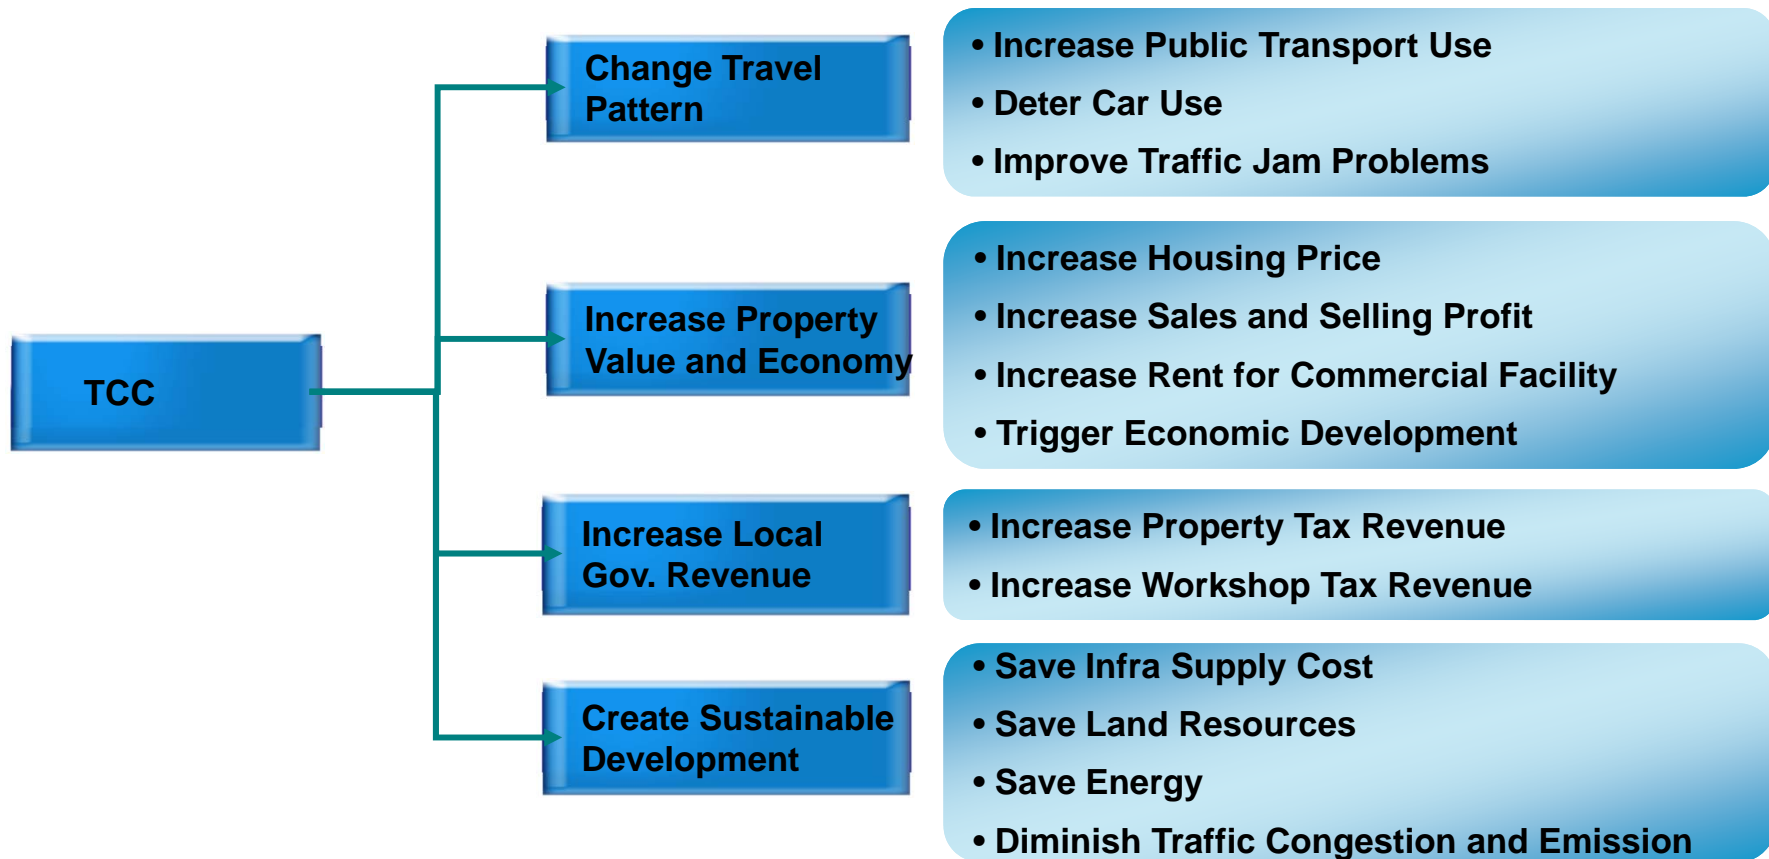 TCC
Change Travel
Pattern
• Increase Public Transport Use
• Deter Car Use
• Improve Traffic Jam Problems
Increase Property
Value and Economy
• Increase Housing Price
• Increase Sales and Selling Profit
• Increase Rent for Commercial Facility
• Trigger Economic Development
Increase Local
Gov. Revenue
• Increase Property Tax Revenue
• Increase Workshop Tax Revenue
Create Sustainable
Development
• Save Infra Supply Cost
• Save Land Resources
• Save Energy
• Diminish Traffic Congestion and Emission